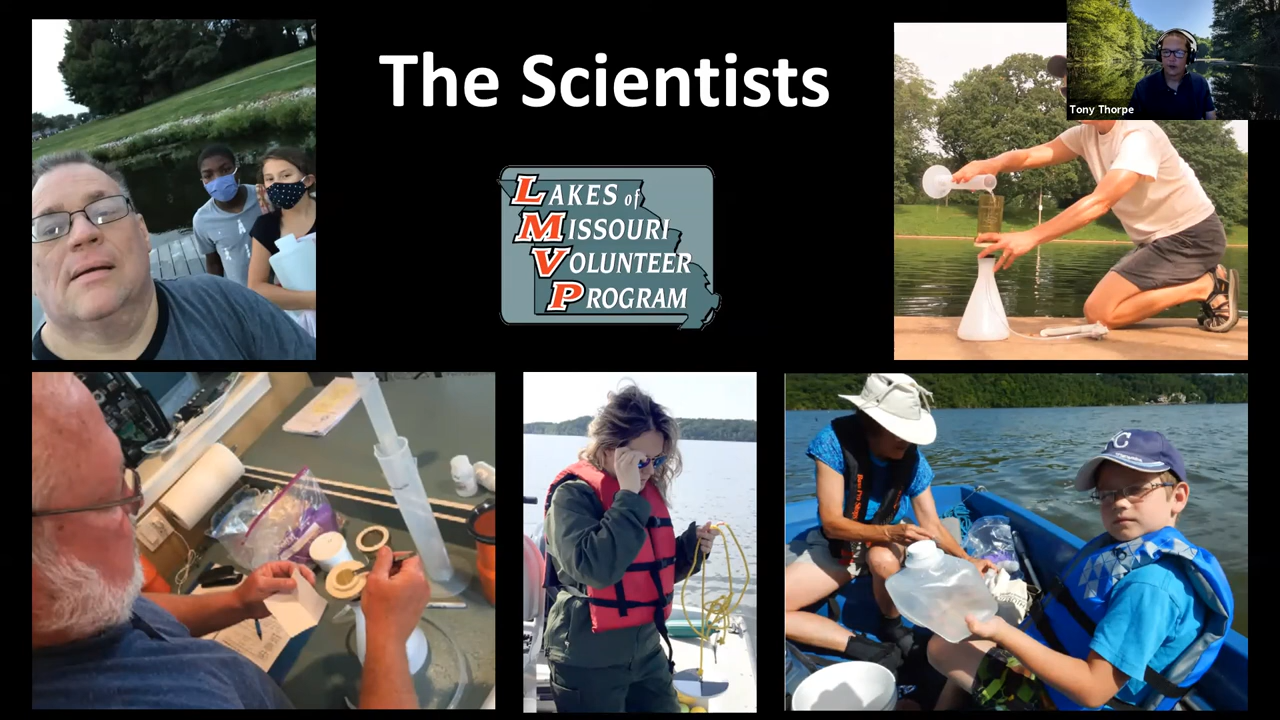 The Scientists
LAKES of
MISSOURI
VOLUNTEER
PROGRAM
Tony Thorpe